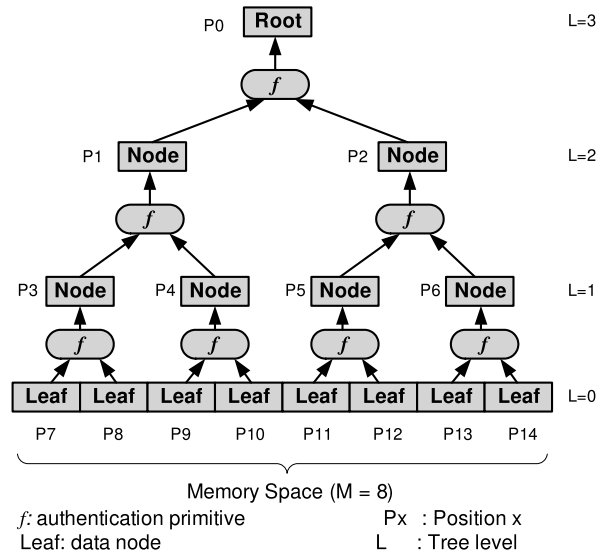 P0 Root L=3
f
P1 Node P2 Node L=2
f f
P3 Node P4 Node P5 Node P6 Node L=1
f f f f
Leaf Leaf Leaf Leaf Leaf Leaf Leaf Leaf L=0
P7 P8 P9 P10 P11 P12 P13 P14
Memory Space (M = 8)
f: authentication primitive Px : Position x
Leaf: data node L : Tree level